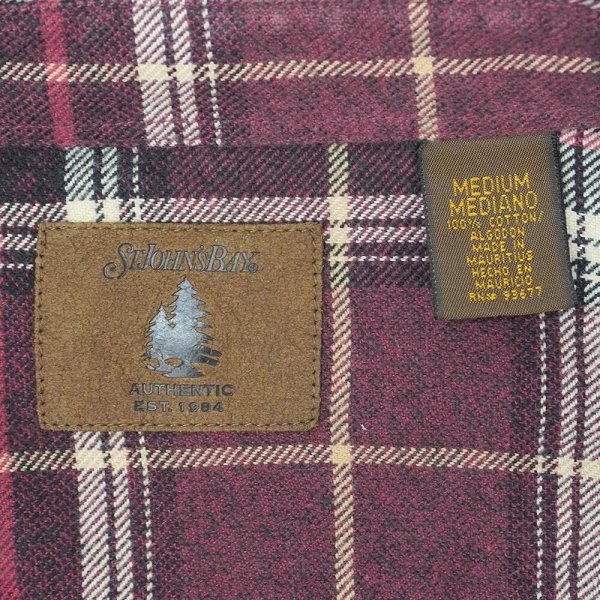 ST. JOHN'S BAY
AUTHENTIC
EST. 1984
MEDIUM
MEDIANO
100% COTTON/
ALGODON
MADE IN
MAURITIUS
HECHO EN
MAURICIO
RN# 93677